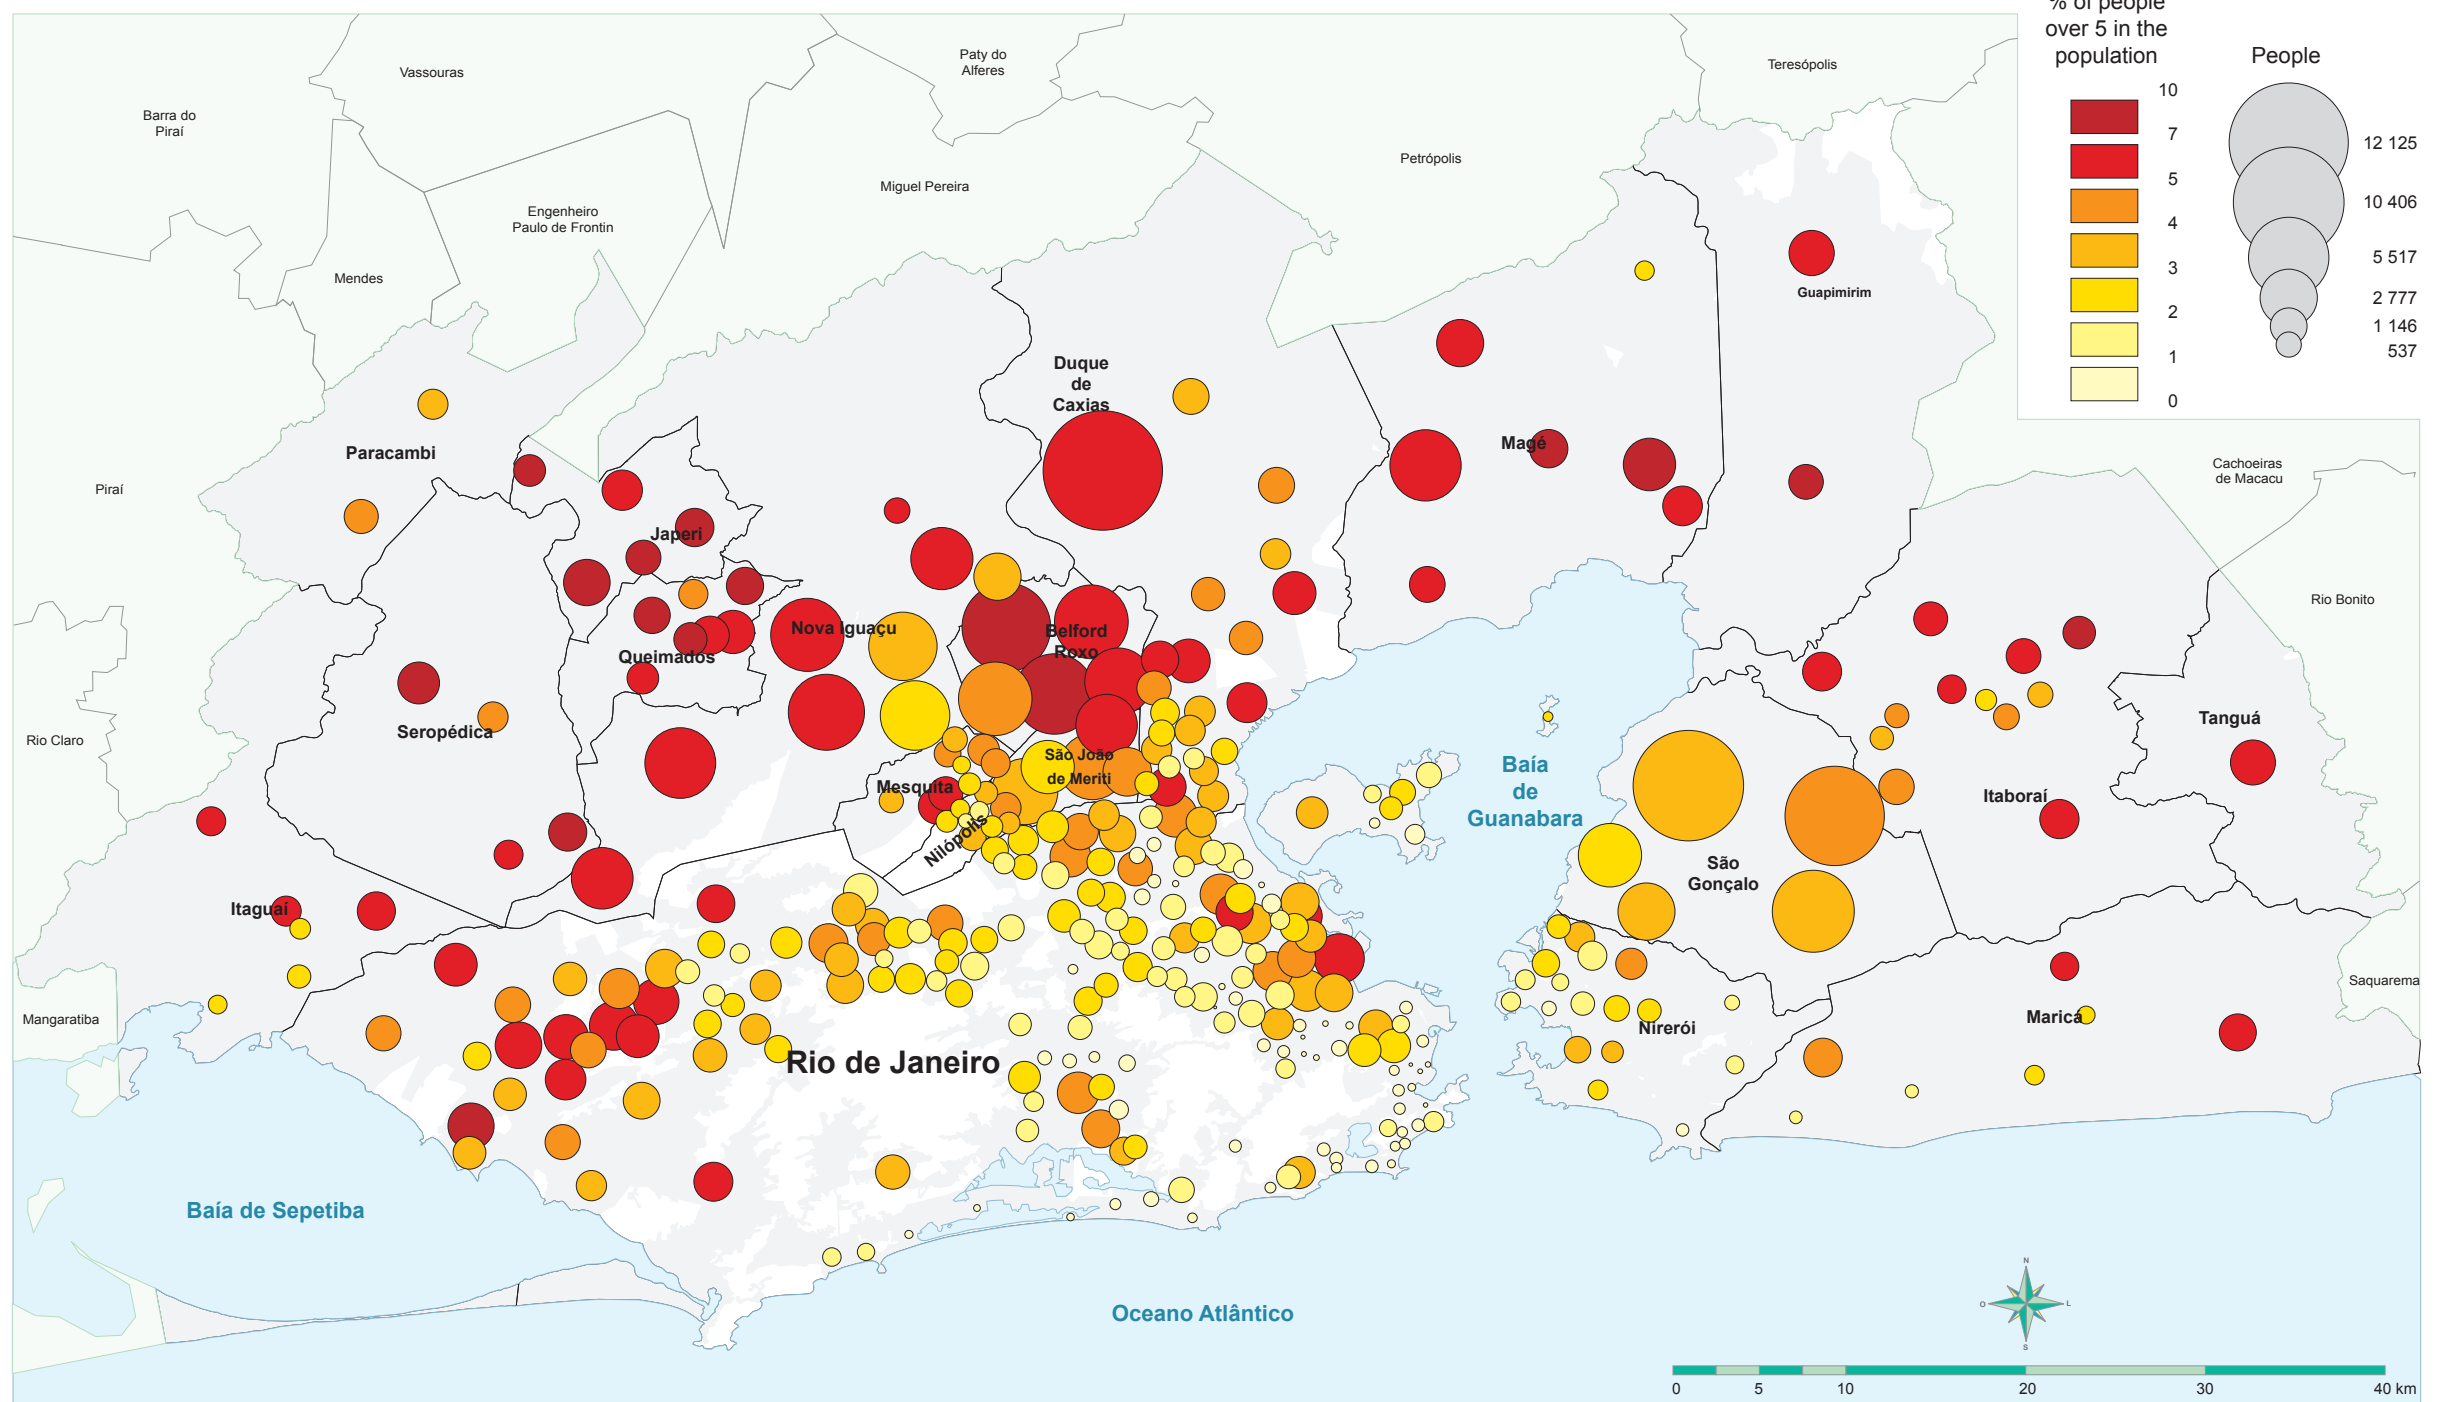 % of people
over 5 in the
population
People
10
7
5
4
3
2
1
0
12 125
10 406
5 517
2 777
1 146
537
Vassouras
Paty do
Alferes
Teresópolis
Barra do
Piraí
Petrópolis
Miguel Pereira
Engenheiro
Paulo de Frontin
Mendes
Guapimirim
Duque
de
Caxias
Paracambi
Magé
Cachoeiras
de Macacu
Piraí
Japeri
Rio Bonito
Nova Iguaçu
Belford
Roxo
Queimados
Seropédica
Rio Claro
Tanguá
São João
de Meriti
Baía
de
Guanabara
Mesquita
Itaboraí
Nilópolis
São
Gonçalo
Itaguaí
Saquarema
Mangaratiba
Nirerói
Maricá
Rio de Janeiro
Baía de Sepetiba
Oceano Atlântico
N
O
L
S
0
5
10
20
30
40 km